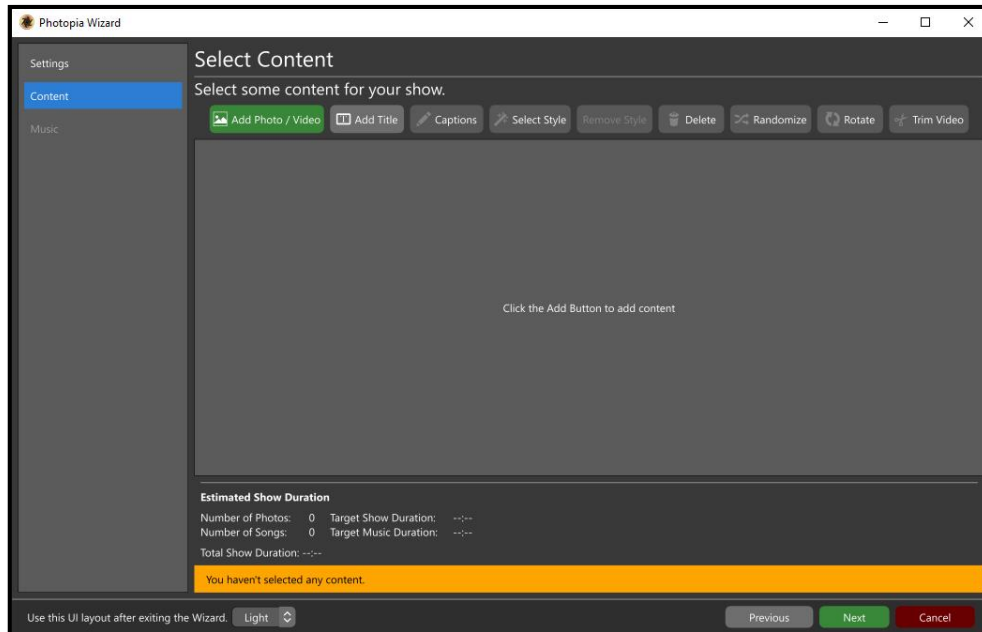 Photopia Wizard
Settings
Content
Music
Select Content
Select some content for your show.
Add Photo / Video Add Title Captions Select Style Remove Style Delete Randomize Rotate Trim Video
Click the Add Button to add content
Estimated Show Duration
Number of Photos: 0 Target Show Duration: --:--
Number of Songs: 0 Target Music Duration: --:--
Total Show Duration: --:--
You haven't selected any content.
Use this UI layout after exiting the Wizard. Light Previous Next Cancel